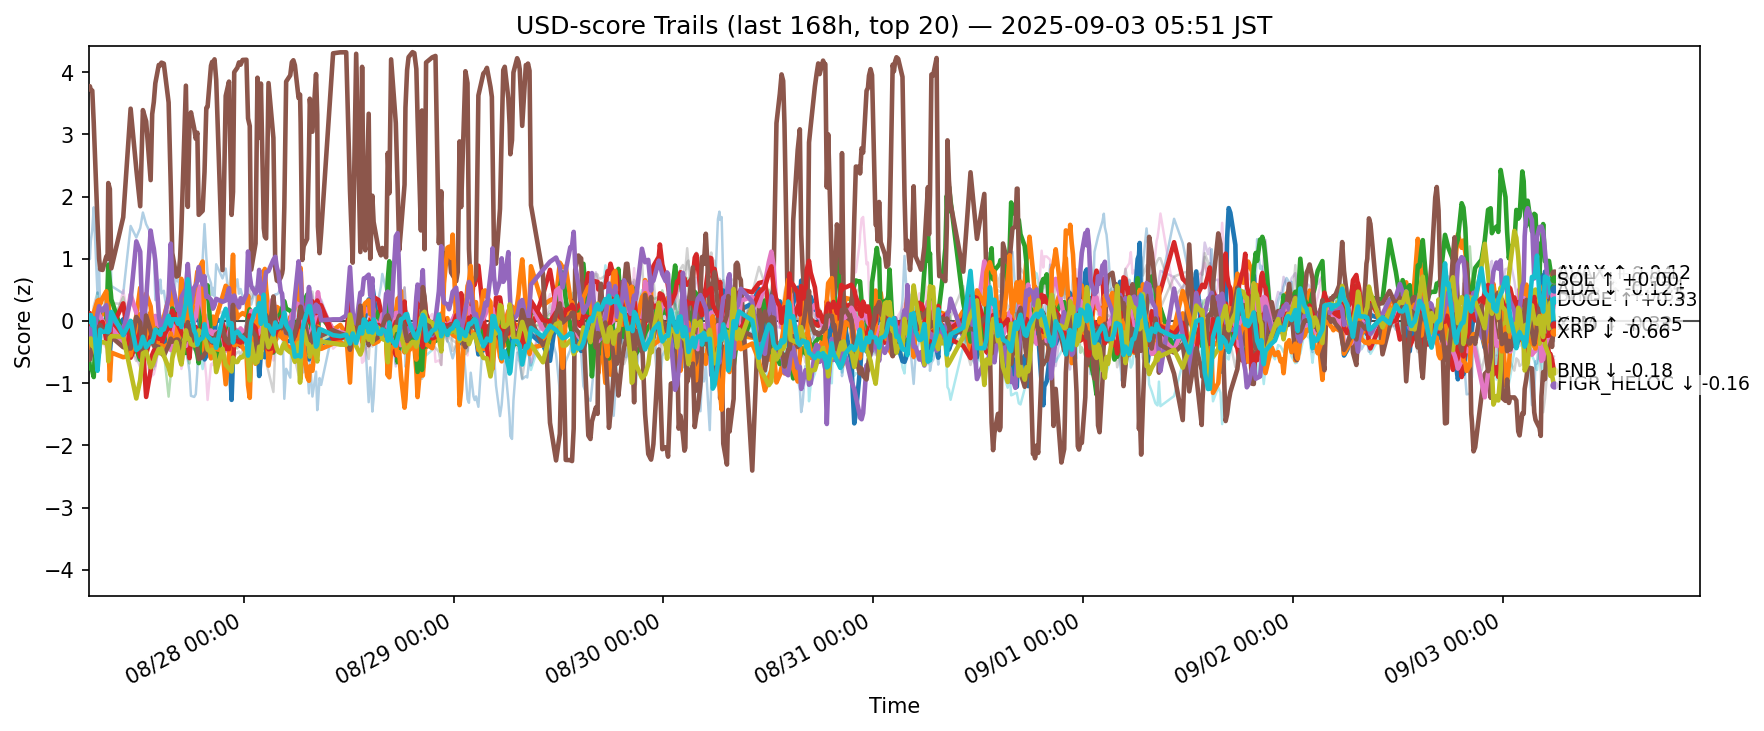 USD-score Trails (last 168h, top 20) — 2025-09-03 05:51 JST
Score (z)
4
3
2
1
0
−1
−2
−3
−4
SOL ↑ +0.00
DOGE ↑ +0.33
XRP ↓ -0.66
BNB ↓ -0.18
FIGR_HELOC ↓ -0.16
08/28 00:00
08/29 00:00
08/30 00:00
08/31 00:00
09/01 00:00
09/02 00:00
09/03 00:00
Time